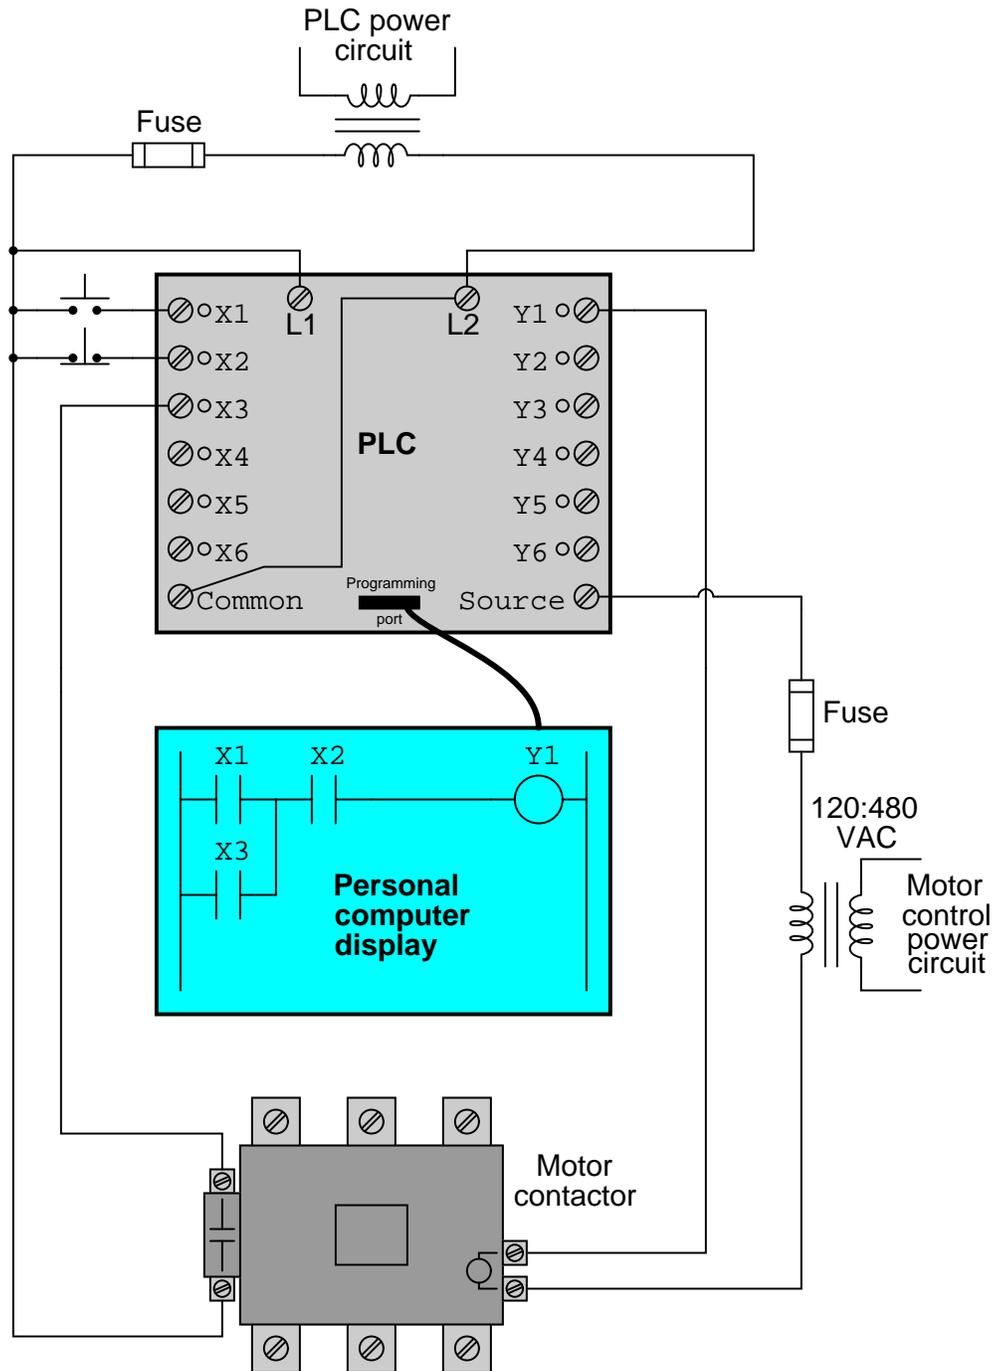 PLC power
circuit
Fuse
L1
L2
X1
X2
X3
X4
X5
X6
Common
PLC
Programming
port
Y1
Y2
Y3
Y4
Y5
Y6
Source
Fuse
X1
X2
Y1
X3
Personal
computer
display
120:480
VAC
Motor
control
power
circuit
Motor
contactor